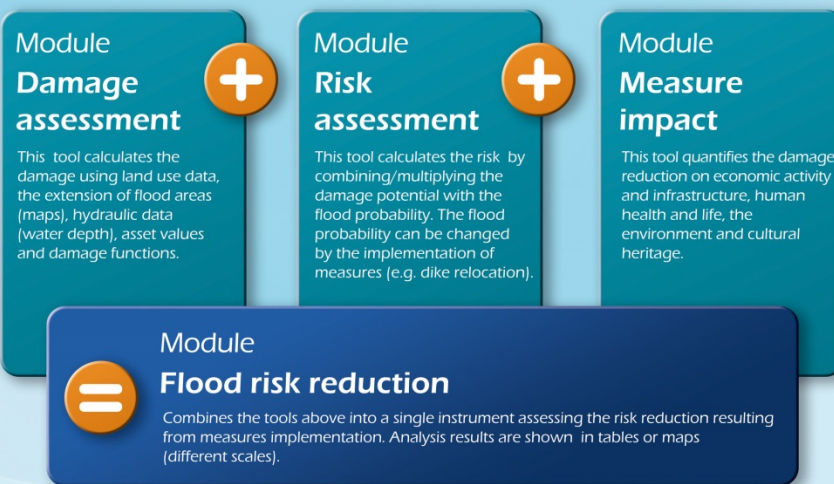 Module
Damage
assessment
This tool calculates the
damage using land use data,
the extension of flood areas
(maps), hydraulic data
(water depth), asset values
and damage functions.
+
Module
Risk
assessment
This tool calculates the risk by
combining/multiplying the
damage potential with the
flood probability. The flood
probability can be changed
by the implementation of
measures (e.g. dike relocation).
+
Module
Measure
impact
This tool quantifies the damage
reduction on economic activity
and infrastructure, human
health and life, the
environment and cultural
heritage.
=
Module
Flood risk reduction
Combines the tools above into a single instrument assessing the risk reduction resulting
from measures implementation. Analysis results are shown in tables or maps
(different scales).